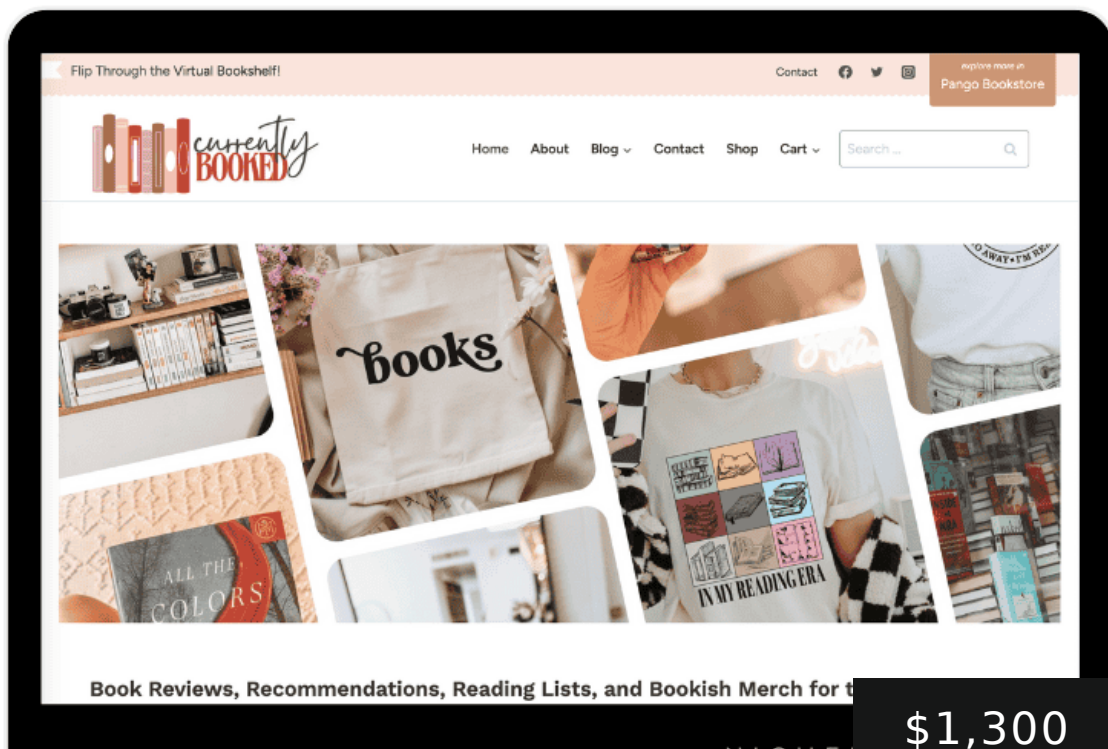 Flip Through the Virtual Bookshelf!
Contact
explore more in
Pango Bookstore
currently
BOOKED
Home About Blog Contact Shop Cart
Search ...
books
ALL THE
COLORS
IN MY READING ERA
Book Reviews, Recommendations, Reading Lists, and Bookish Merch for
$1,300